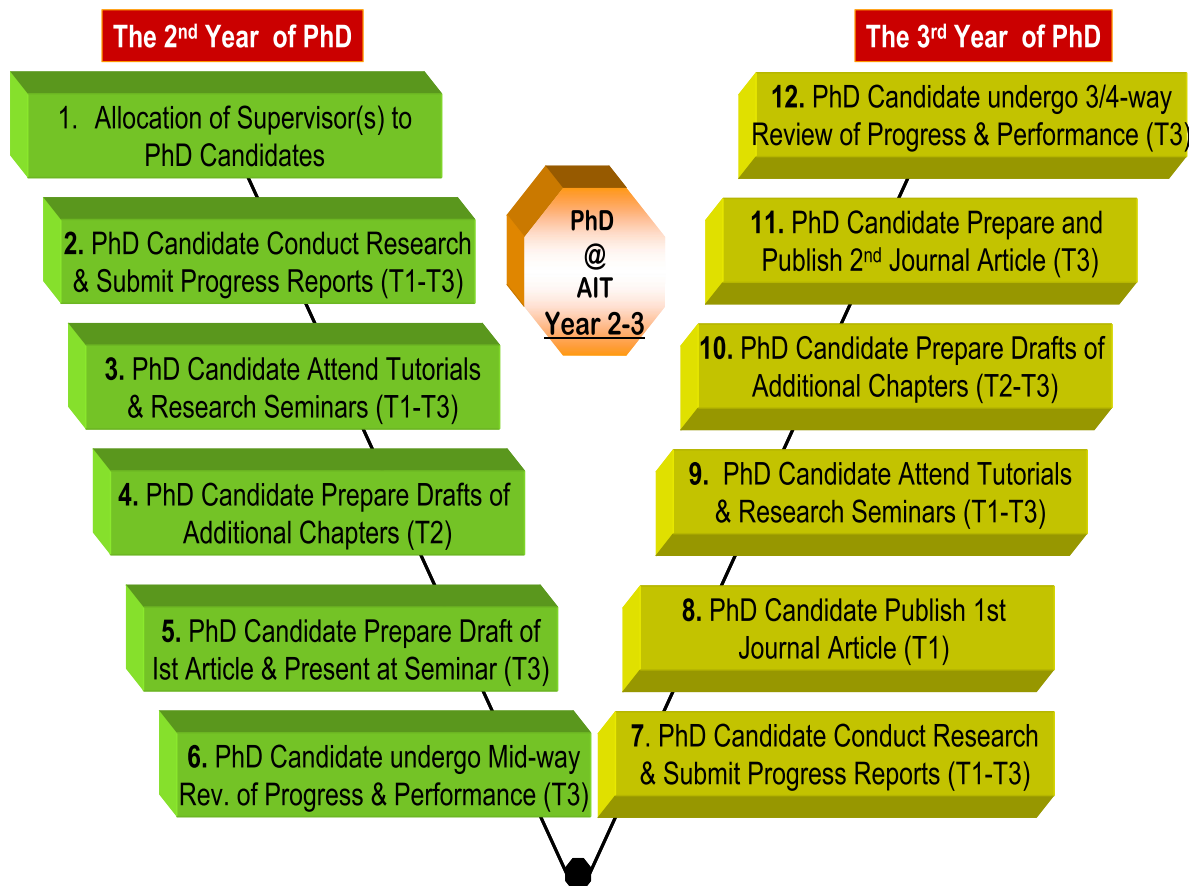 The 2nd Year of PhD
1. Allocation of Supervisor(s) to
PhD Candidates
2. PhD Candidate Conduct Research
& Submit Progress Reports (T1-T3)
3. PhD Candidate Attend Tutorials
& Research Seminars (T1-T3)
4. PhD Candidate Prepare Drafts of
Additional Chapters (T2)
5. PhD Candidate Prepare Draft of
Ist Article & Present at Seminar (T3)
6. PhD Candidate undergo Mid-way
Rev. of Progress & Performance (T3)
PhD
@
AIT
Year 2-3
The 3rd Year of PhD
12. PhD Candidate undergo 3/4-way
Review of Progress & Performance (T3)
11. PhD Candidate Prepare and
Publish 2nd Journal Article (T3)
10. PhD Candidate Prepare Drafts of
Additional Chapters (T2-T3)
9. PhD Candidate Attend Tutorials
& Research Seminars (T1-T3)
8. PhD Candidate Publish 1st
Journal Article (T1)
7. PhD Candidate Conduct Research
& Submit Progress Reports (T1-T3)